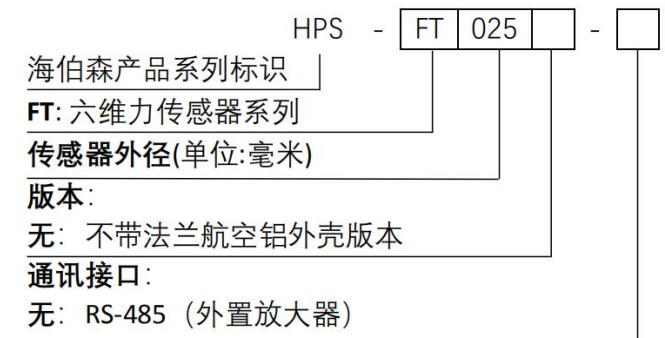 HPS - FT 025 -
海伯森产品系列标识
FT: 六维力传感器系列
传感器外径(单位:毫米)
版本:
无: 不带法兰航空铝外壳版本
通讯接口:
无: RS-485（外置放大器）